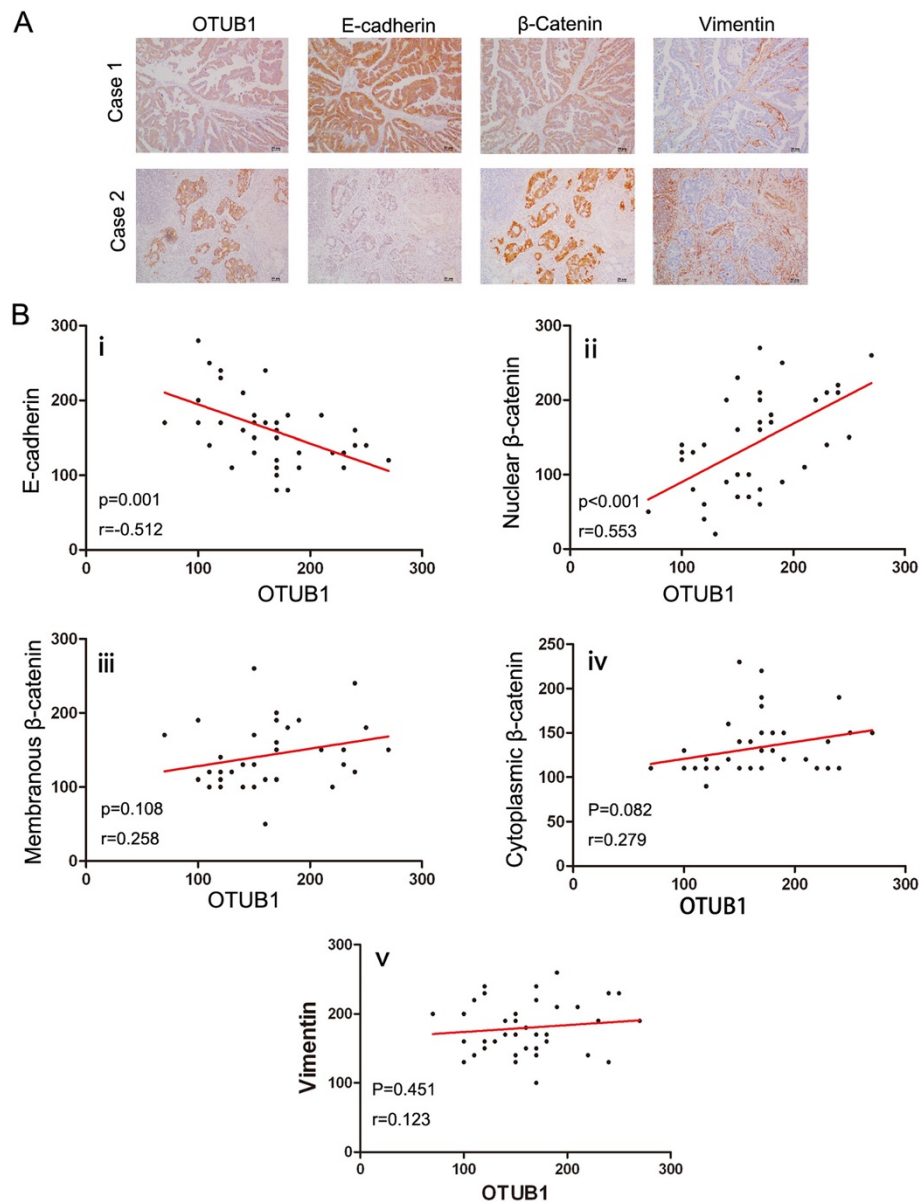 A
OTUB1 E-cadherin β-Catenin Vimentin
Case 1
Case 2
B
i
300
200
100
0
E-cadherin
p=0.001
r=-0.512
0 100 200 300
OTUB1
ii
300
200
100
0
Nuclear β-catenin
p<0.001
r=0.553
0 100 200 300
OTUB1
iii
300
200
100
0
Membranous β-catenin
p=0.108
r=0.258
0 100 200 300
OTUB1
iv
250
200
150
100
50
0
Cytoplasmic β-catenin
P=0.082
r=0.279
0 100 200 300
OTUB1
v
300
200
100
0
Vimentin
P=0.451
r=0.123
0 100 200 300
OTUB1